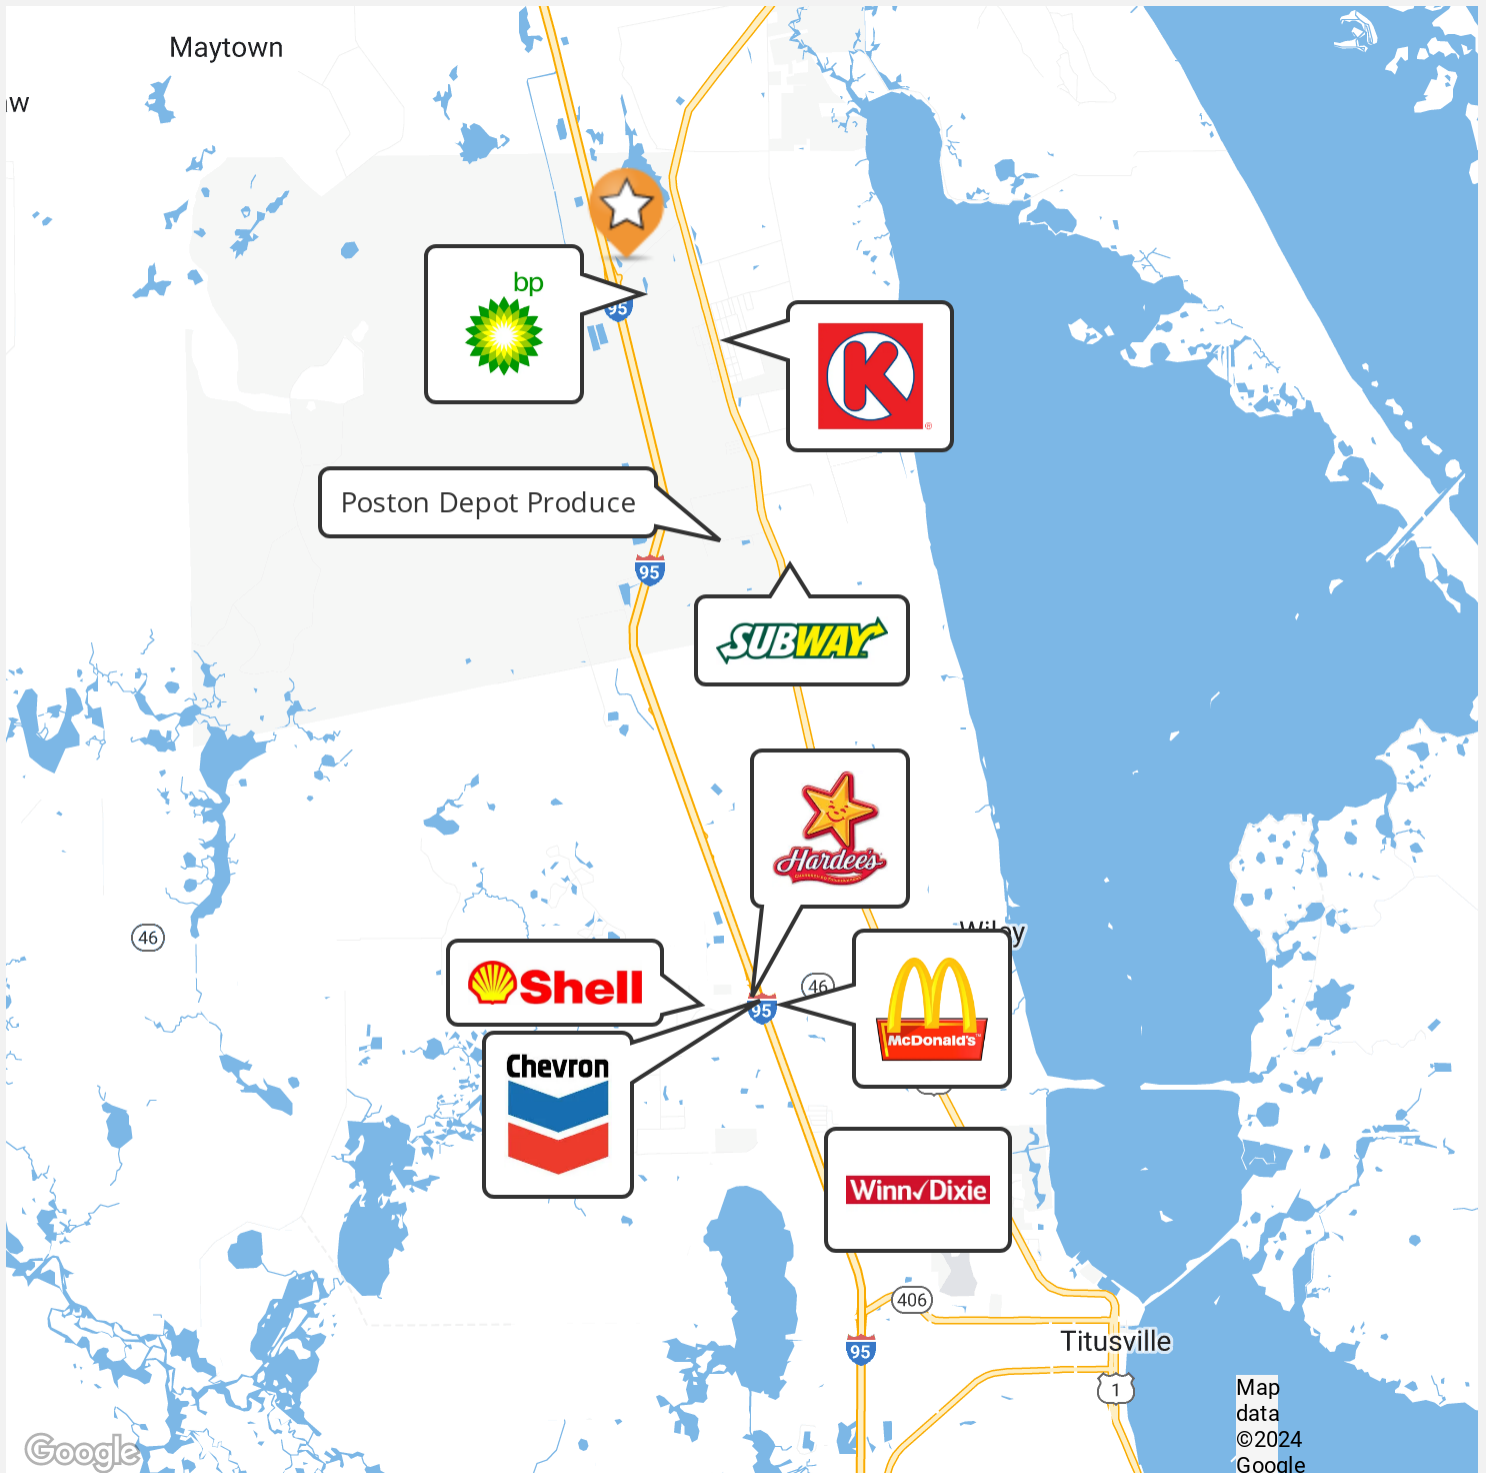 Maytown
bp
95
K
®
Poston Depot Produce
95
SUBWAY
Hardee's
46
Shell
46
95
McDonald's
Chevron
Winn Dixie
406
95
Titusville
1
Map
data
©2024
Google
Google